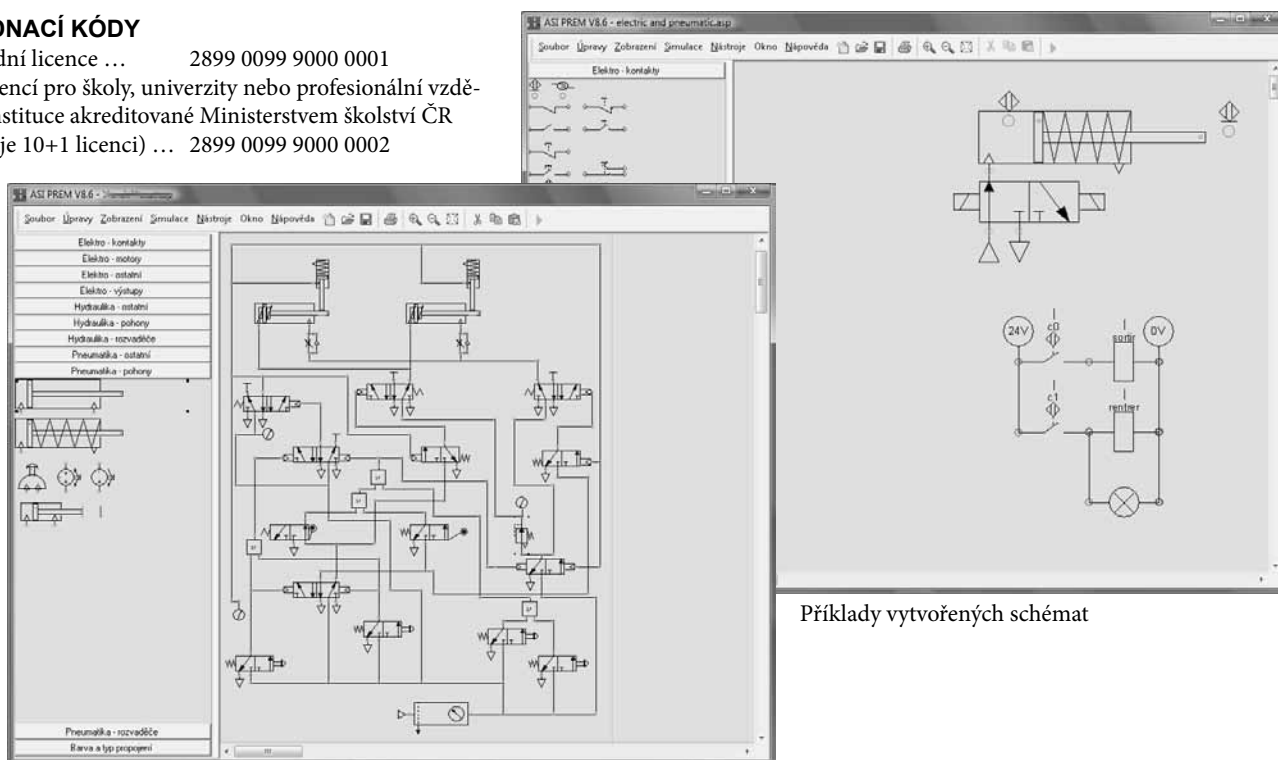 ONACÍ KÓDY
dní licence … 2899 0099 9000 0001
encí pro školy, univerzity nebo profesionální vzdě-
nstituce akreditované Ministerstvem školství ČR
je 10+1 licenci) … 2899 0099 9000 0002
ASI PREM V8.6 - electric and pneumatic.asp
Soubor Úpravy Zobrazení Simulace Nástroje Okno Nápověda
Elektro - kontakty
24V
c0
sortir
0V
c1
rentrer
Příklady vytvořených schémat
ASI PREM V8.6 -
Soubor Úpravy Zobrazení Simulace Nástroje Okno Nápověda
Elektro - kontakty
Elektro - motory
Elektro - ostatní
Elektro - výstupy
Hydraulika - ostatní
Hydraulika - pohony
Hydraulika - rozvaděče
Pneumatika - ostatní
Pneumatika - pohony
Pneumatika - rozvaděče
Barva a typ propojení